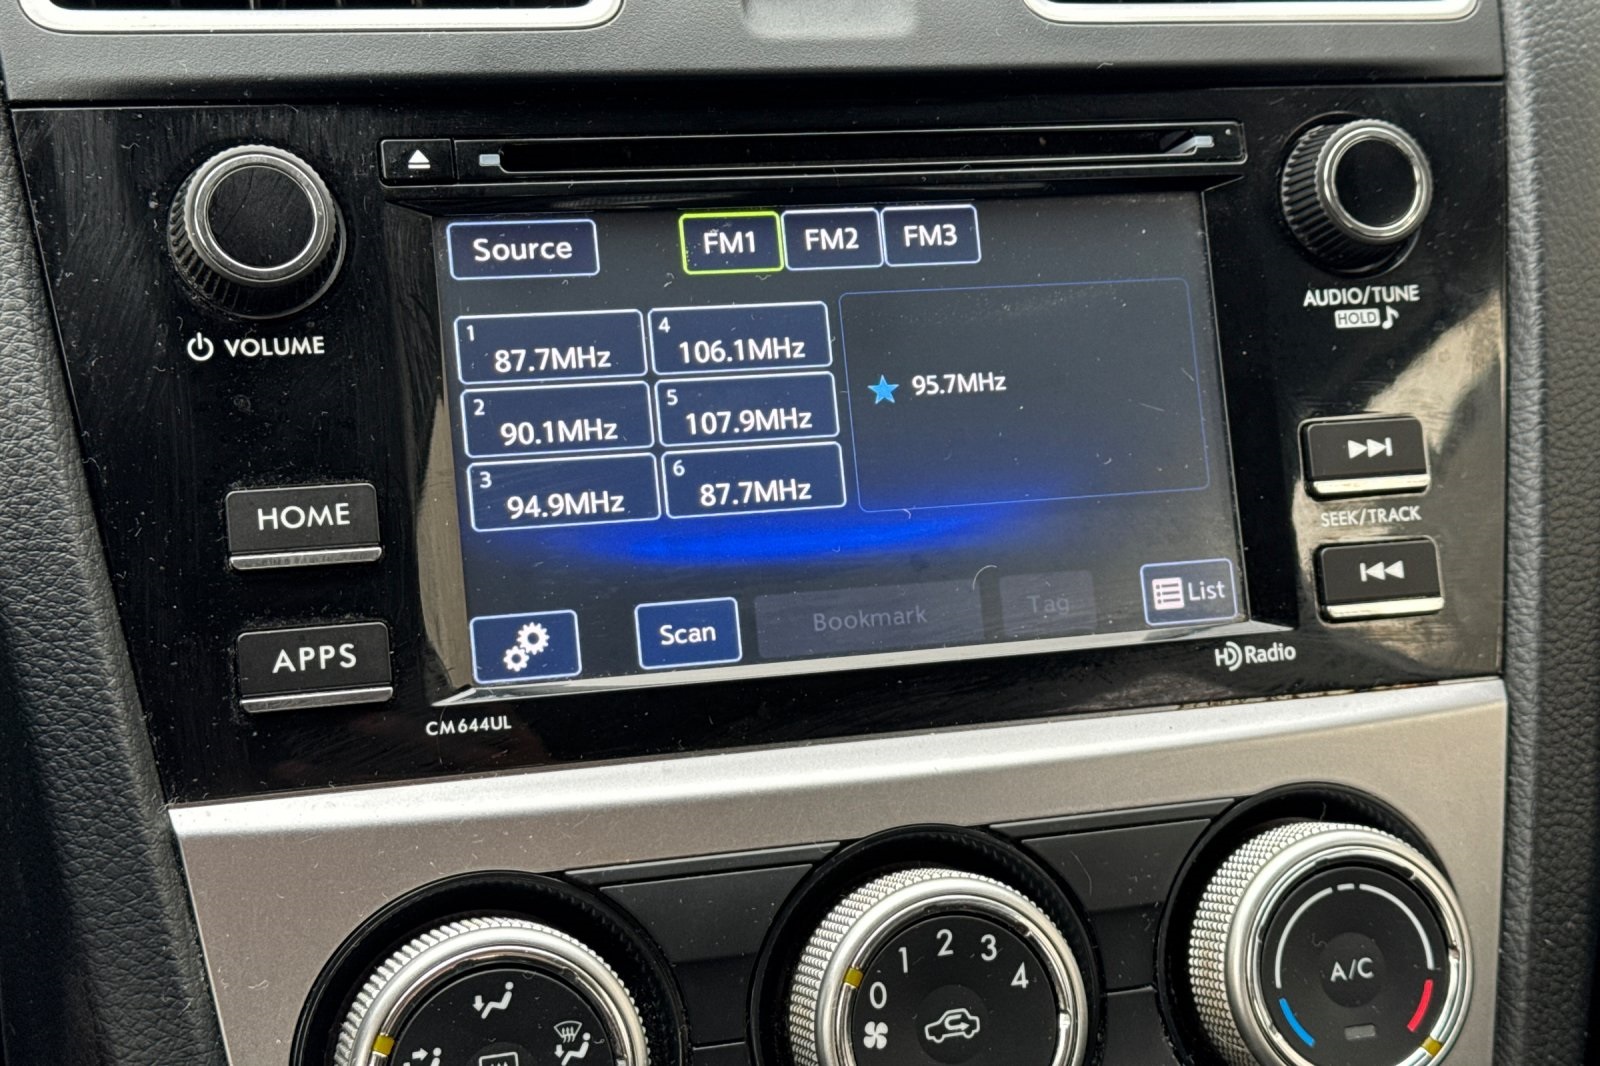 Source
FM1
FM2
FM3
AUDIO/TUNE
HOLD
VOLUME
1
87.7MHz
4
106.1MHz
2
90.1MHz
5
107.9MHz
3
94.9MHz
6
87.7MHz
95.7MHz
SEEK/TRACK
HOME
APPS
Scan
Bookmark
Tag
List
HD Radio
CM644UL
0
1
2
3
4
A/C